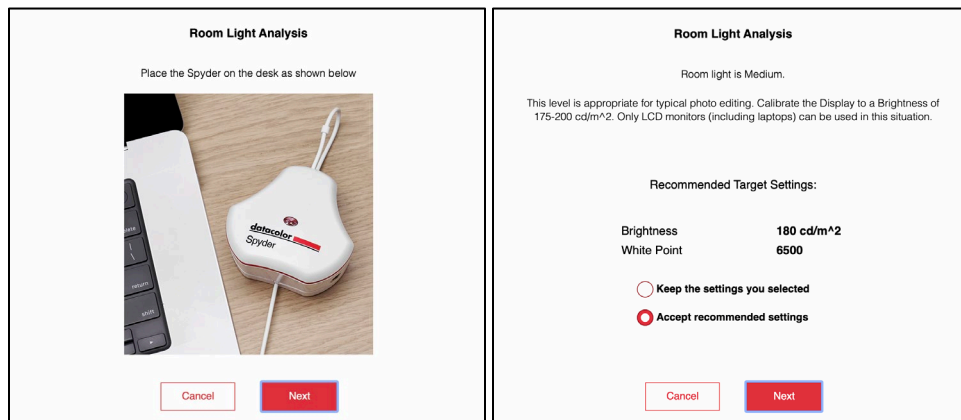 Room Light Analysis
Place the Spyder on the desk as shown below
datacolor
Spyder
return
shift
Cancel
Next
Room Light Analysis
Room light is Medium.
This level is appropriate for typical photo editing. Calibrate the Display to a Brightness of
175-200 cd/m^2. Only LCD monitors (including laptops) can be used in this situation.
Recommended Target Settings:
Brightness 180 cd/m^2
White Point 6500
Keep the settings you selected
Accept recommended settings
Cancel
Next